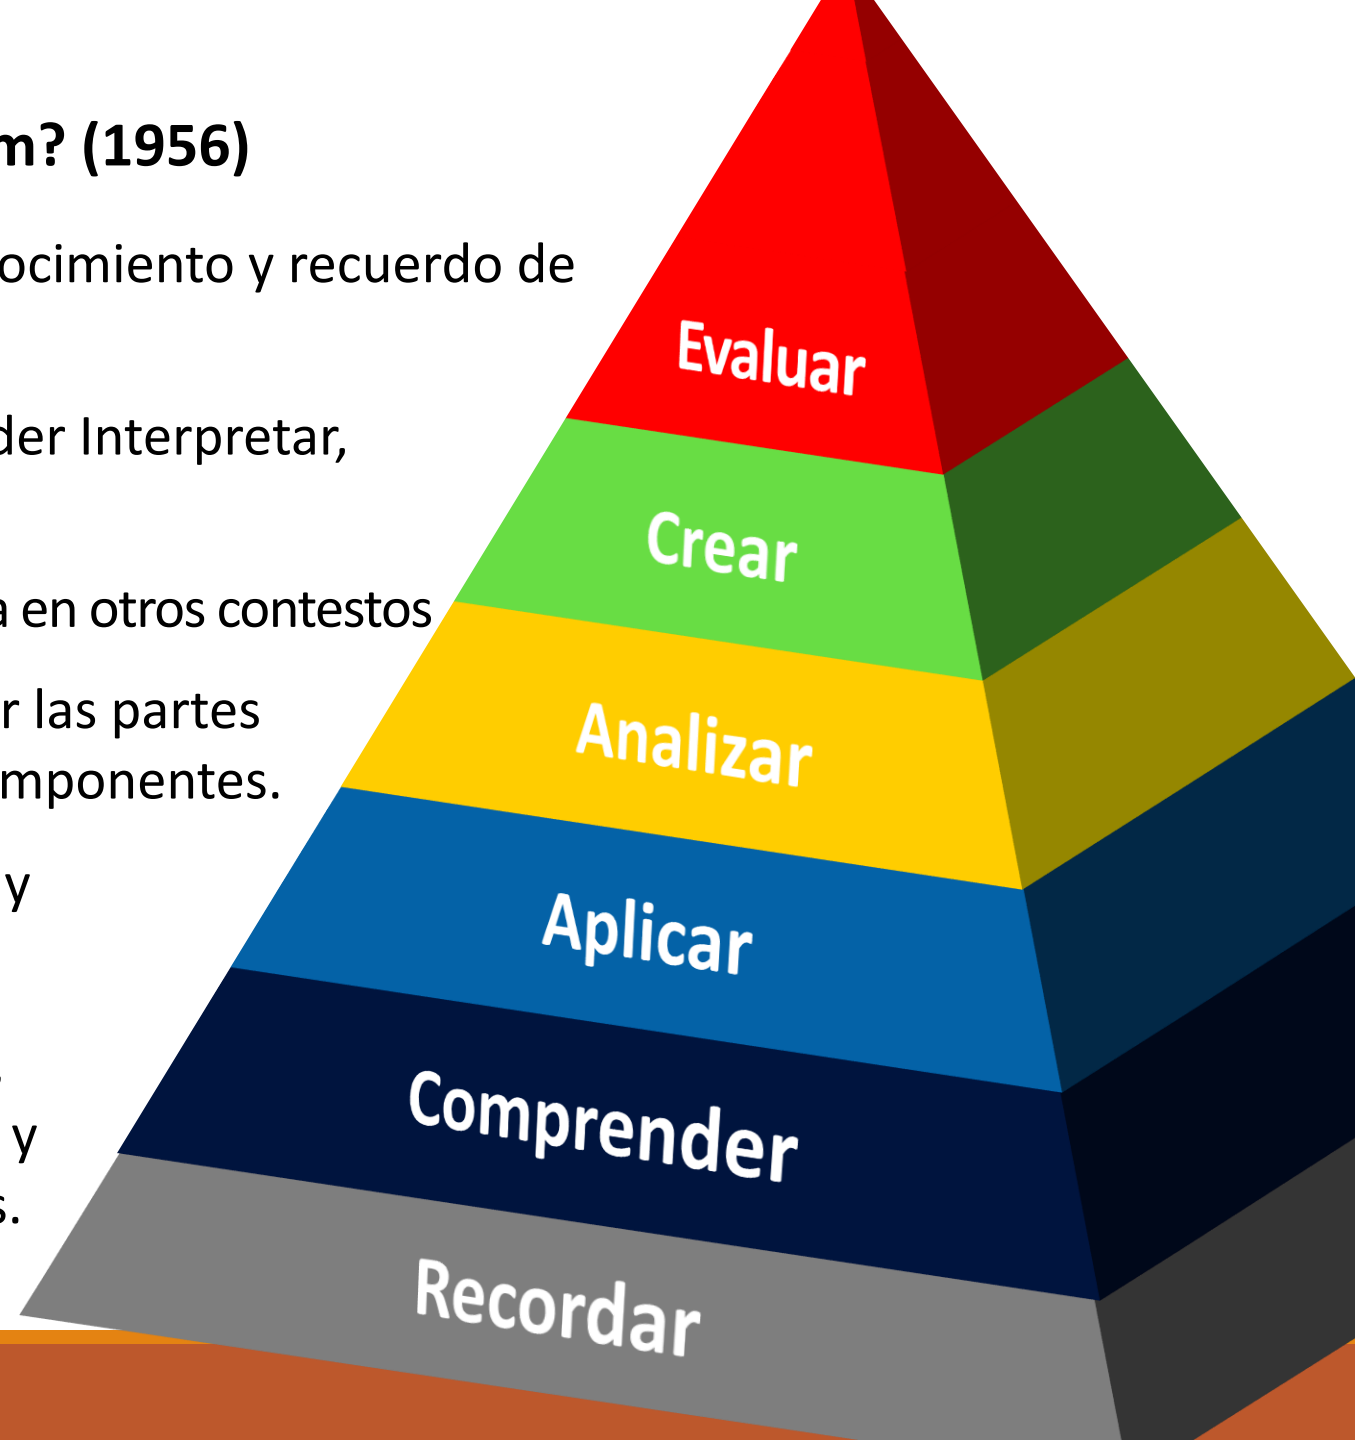 m? (1956)
ocimiento y recuerdo de
der Interpretar,
a en otros contestos
r las partes
mponentes.
y
y
s.
Evaluar
Crear
Analizar
Aplicar
Comprender
Recordar